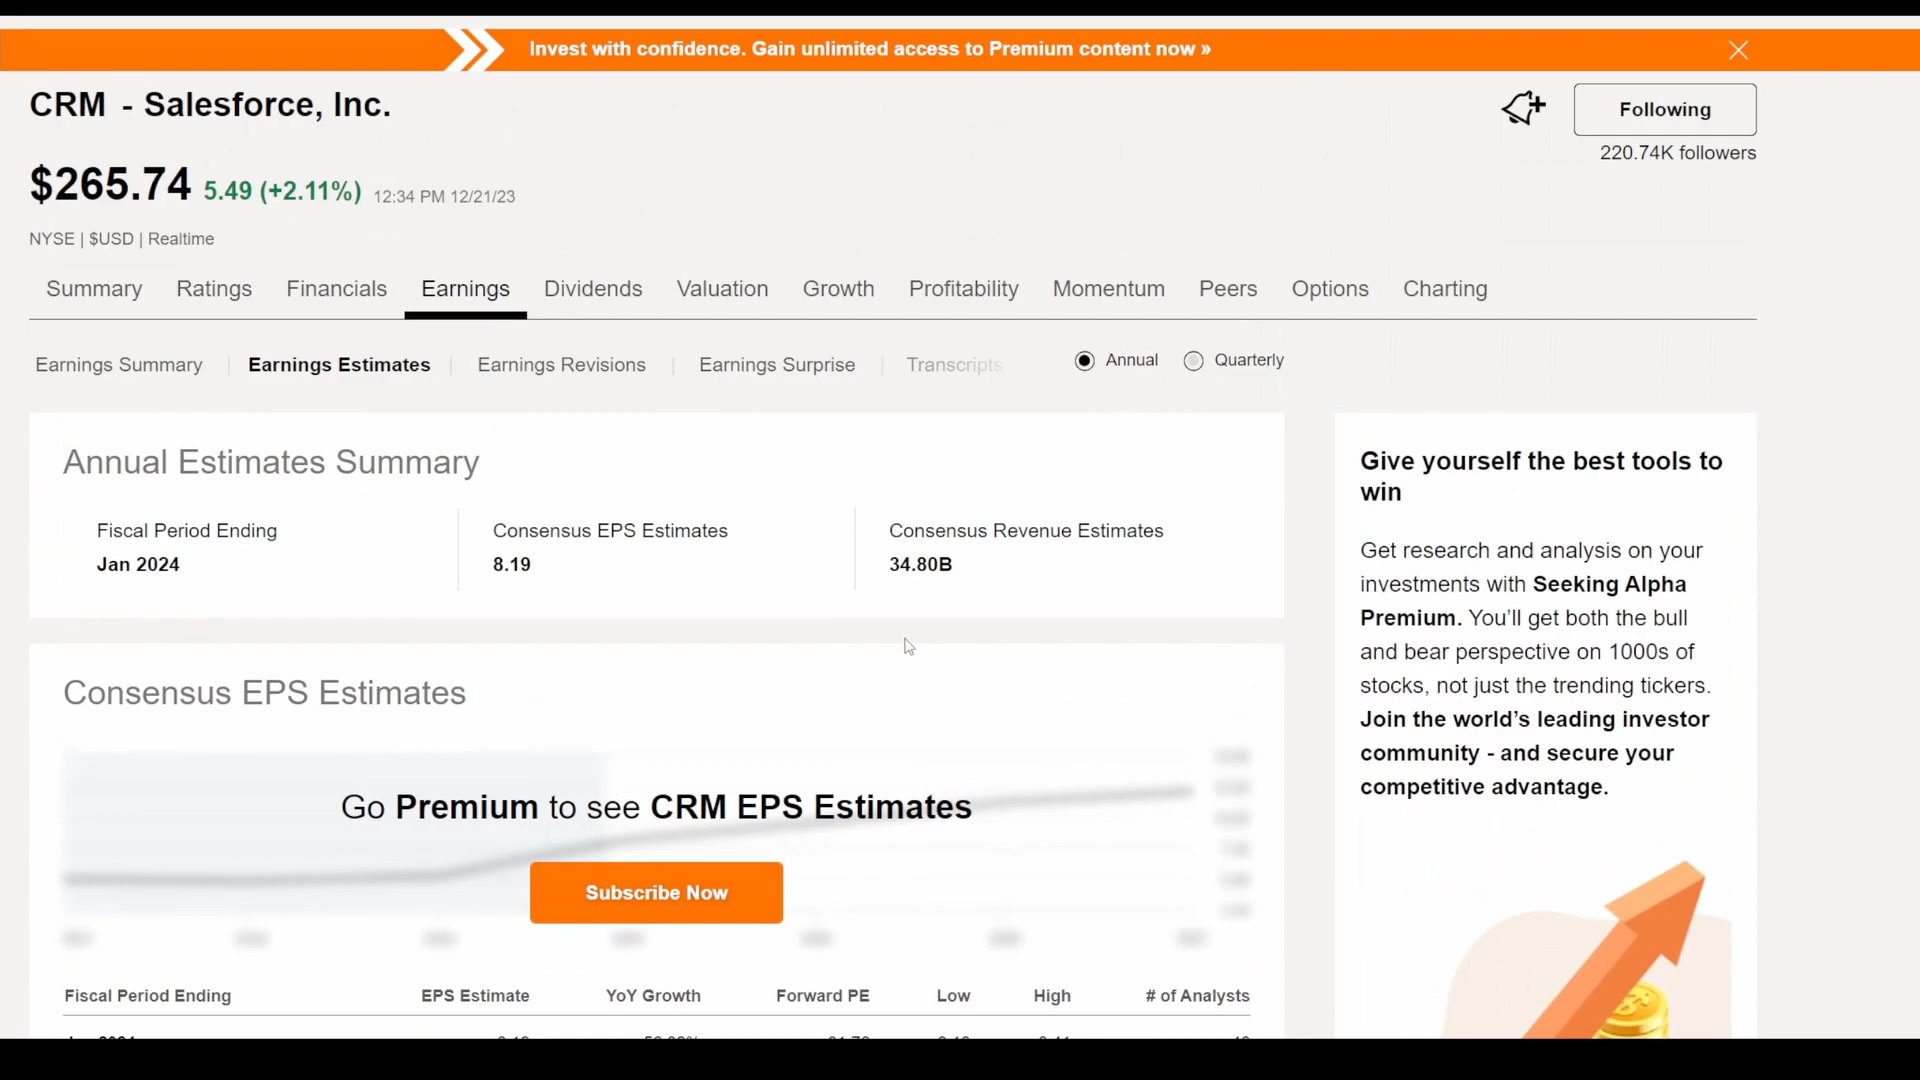 Invest with confidence. Gain unlimited access to Premium content now »
CRM - Salesforce, Inc.
Following
220.74K followers
$265.74 5.49 (+2.11%) 12:34 PM 12/21/23
NYSE | $USD | Realtime
Summary Ratings Financials Earnings Dividends Valuation Growth Profitability Momentum Peers Options Charting
Earnings Summary | Earnings Estimates | Earnings Revisions | Earnings Surprise | Transcripts Annual Quarterly
Annual Estimates Summary
Fiscal Period Ending Consensus EPS Estimates Consensus Revenue Estimates
Jan 2024 8.19 34.80B
Consensus EPS Estimates
Go Premium to see CRM EPS Estimates
Subscribe Now
Fiscal Period Ending EPS Estimate YoY Growth Forward PE Low High # of Analysts
Give yourself the best tools to
win
Get research and analysis on your
investments with Seeking Alpha
Premium. You’ll get both the bull
and bear perspective on 1000s of
stocks, not just the trending tickers.
Join the world’s leading investor
community - and secure your
competitive advantage.